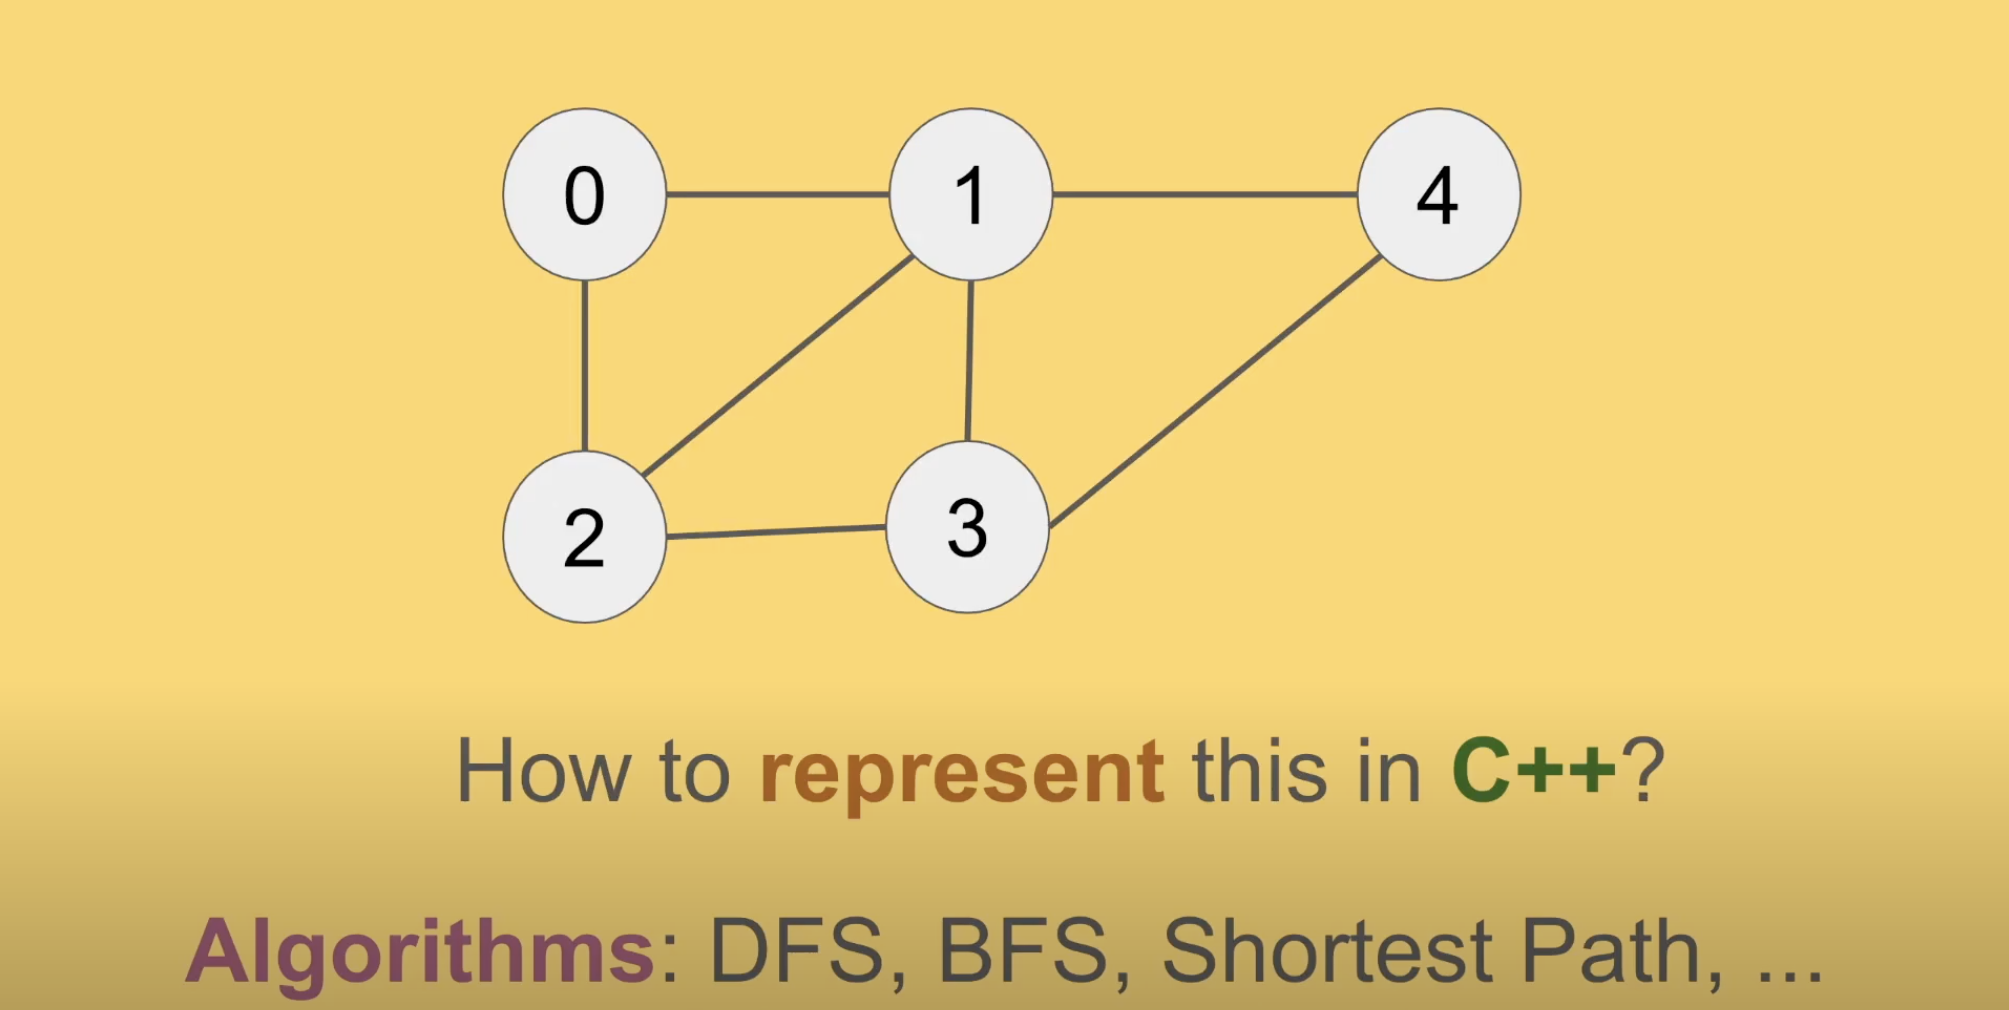 0 1 4
2 3
How to represent this in C++?
Algorithms: DFS, BFS, Shortest Path, ...